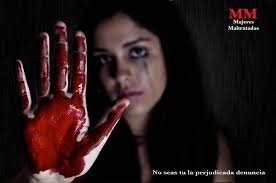 MM
Mujeres
Maltratadas
No seas tu la perjudicada denuncia